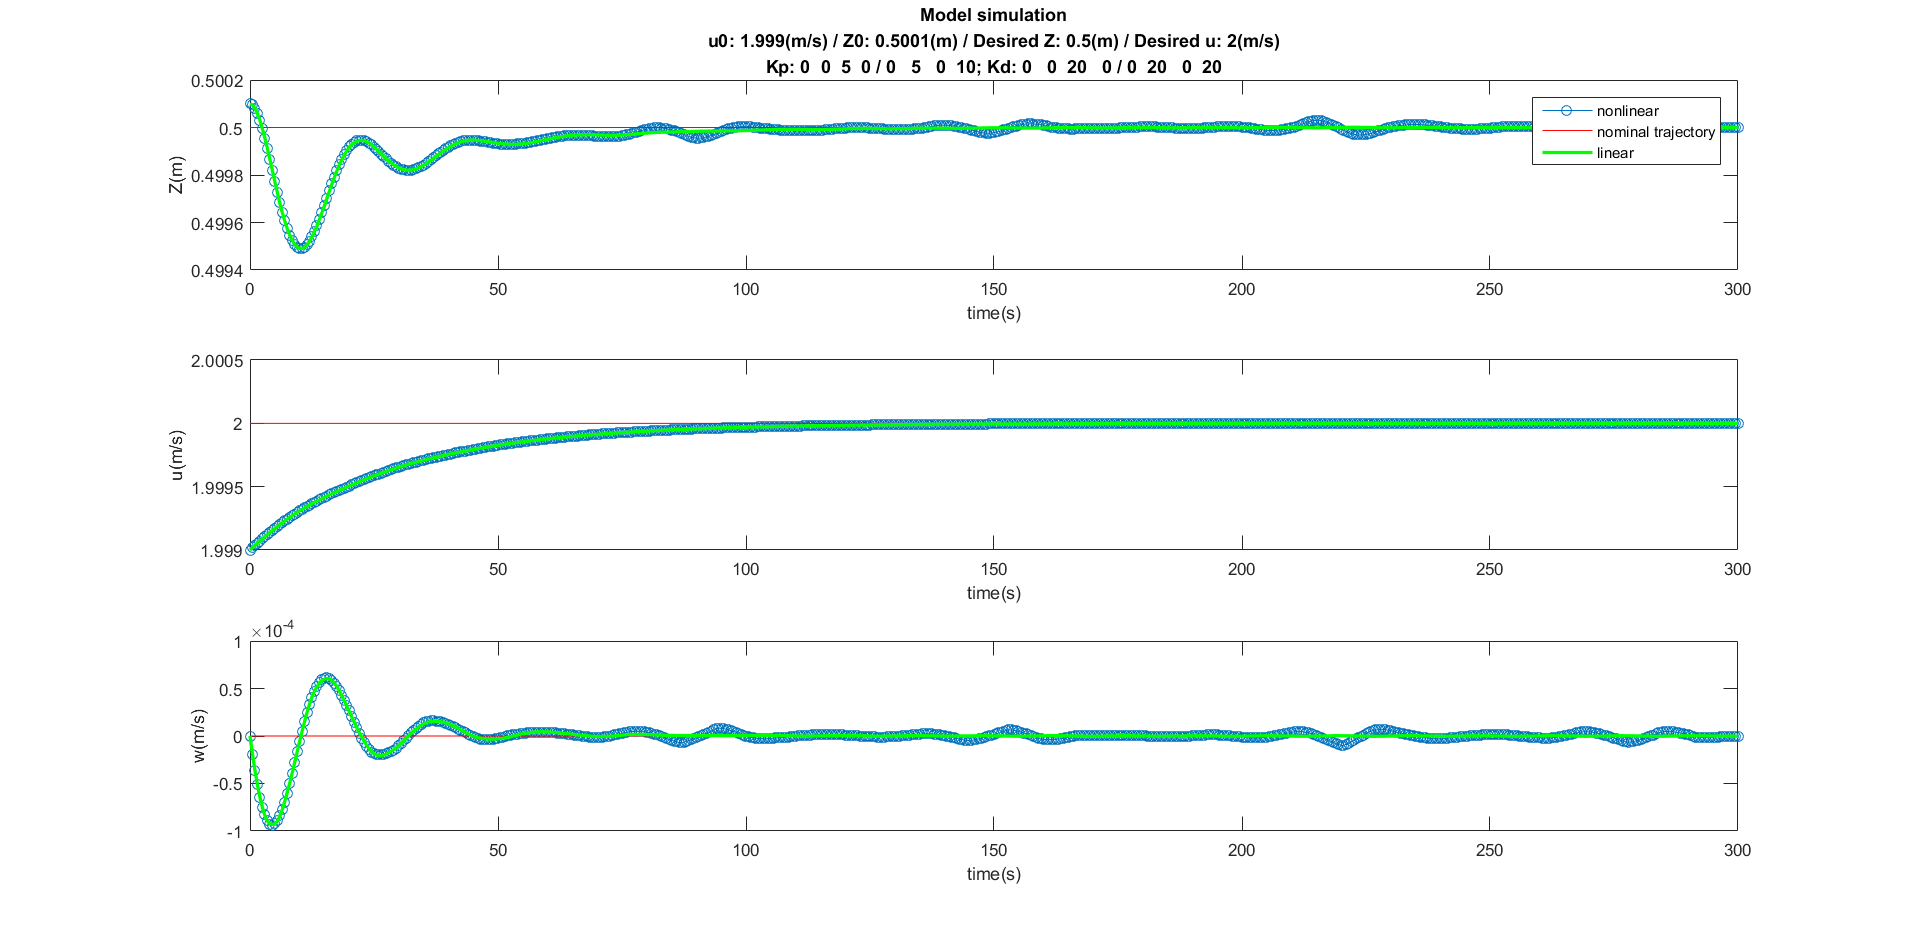 Model simulation
u0: 1.999(m/s) / Z0: 0.5001(m) / Desired Z: 0.5(m) / Desired u: 2(m/s)
Kp: 0 0 5 0 / 0 5 0 10; Kd: 0 0 20 0 / 0 20 0 20
0.5002
0.5
0.4998
0.4996
0.4994
Z(m)
nonlinear
nominal trajectory
linear
0 50 100 150 200 250 300
time(s)
2.0005
2
1.9995
1.999
u(m/s)
0 50 100 150 200 250 300
time(s)
×10-4
1
0.5
0
-0.5
-1
w(m/s)
0 50 100 150 200 250 300
time(s)